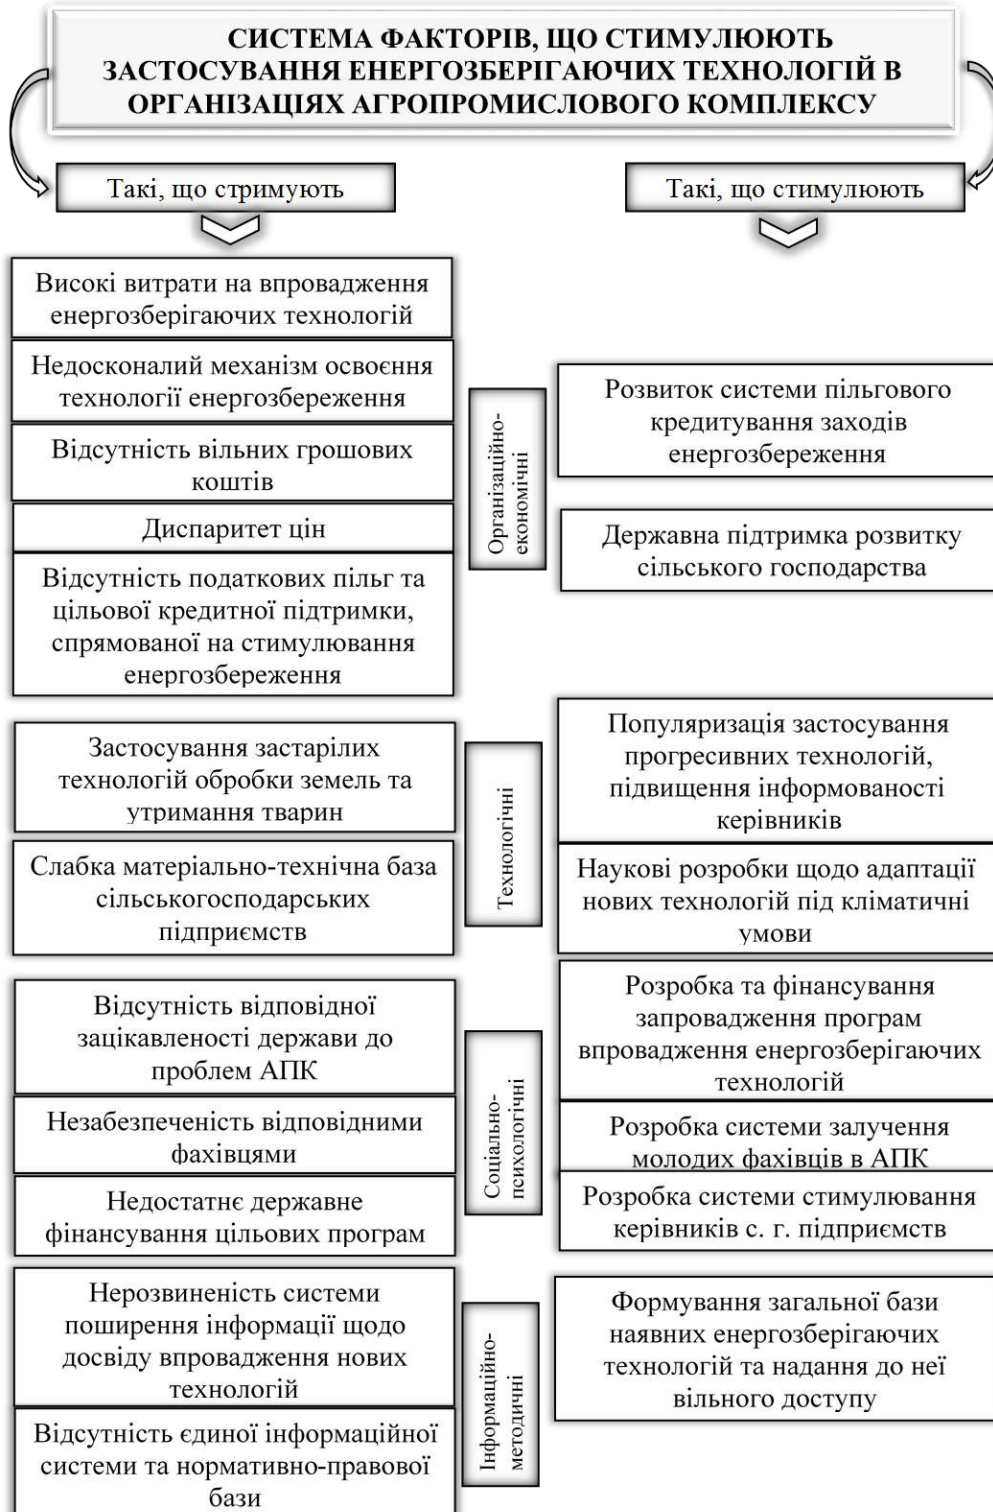 СИСТЕМА ФАКТОРІВ, ЩО СТИМУЛЮЮТЬ
ЗАСТОСУВАННЯ ЕНЕРГОЗБЕРІГАЮЧИХ ТЕХНОЛОГІЙ В
ОРГАНІЗАЦІЯХ АГРОПРОМИСЛОВОГО КОМПЛЕКСУ
Такі, що стримують
Такі, що стимулюють
Високі витрати на впровадження
енергозберігаючих технологій
Недосконалий механізм освоєння
технології енергозбереження
Відсутність вільних грошових
коштів
Диспаритет цін
Відсутність податкових пільг та
цільової кредитної підтримки,
спрямованої на стимулювання
енергозбереження
Організаційно-
економічні
Розвиток системи пільгового
кредитування заходів
енергозбереження
Державна підтримка розвитку
сільського господарства
Застосування застарілих
технологій обробки земель та
утримання тварин
Слабка матеріально-технічна база
сільськогосподарських
підприємств
Технологічні
Популяризація застосування
прогресивних технологій,
підвищення інформованості
керівників
Наукові розробки щодо адаптації
нових технологій під кліматичні
умови
Відсутність відповідної
зацікавленості держави до
проблем АПК
Незабезпеченість відповідними
фахівцями
Недостатнє державне
фінансування цільових програм
Соціально-
психологічні
Розробка та фінансування
запровадження програм
впровадження енергозберігаючих
технологій
Розробка системи залучення
молодих фахівців в АПК
Розробка системи стимулювання
керівників с. г. підприємств
Нерозвиненість системи
поширення інформації щодо
досвіду впровадження нових
технологій
Відсутність єдиної інформаційної
системи та нормативно-правової
бази
Інформаційно-
методичні
Формування загальної бази
наявних енергозберігаючих
технологій та надання до неї
вільного доступу